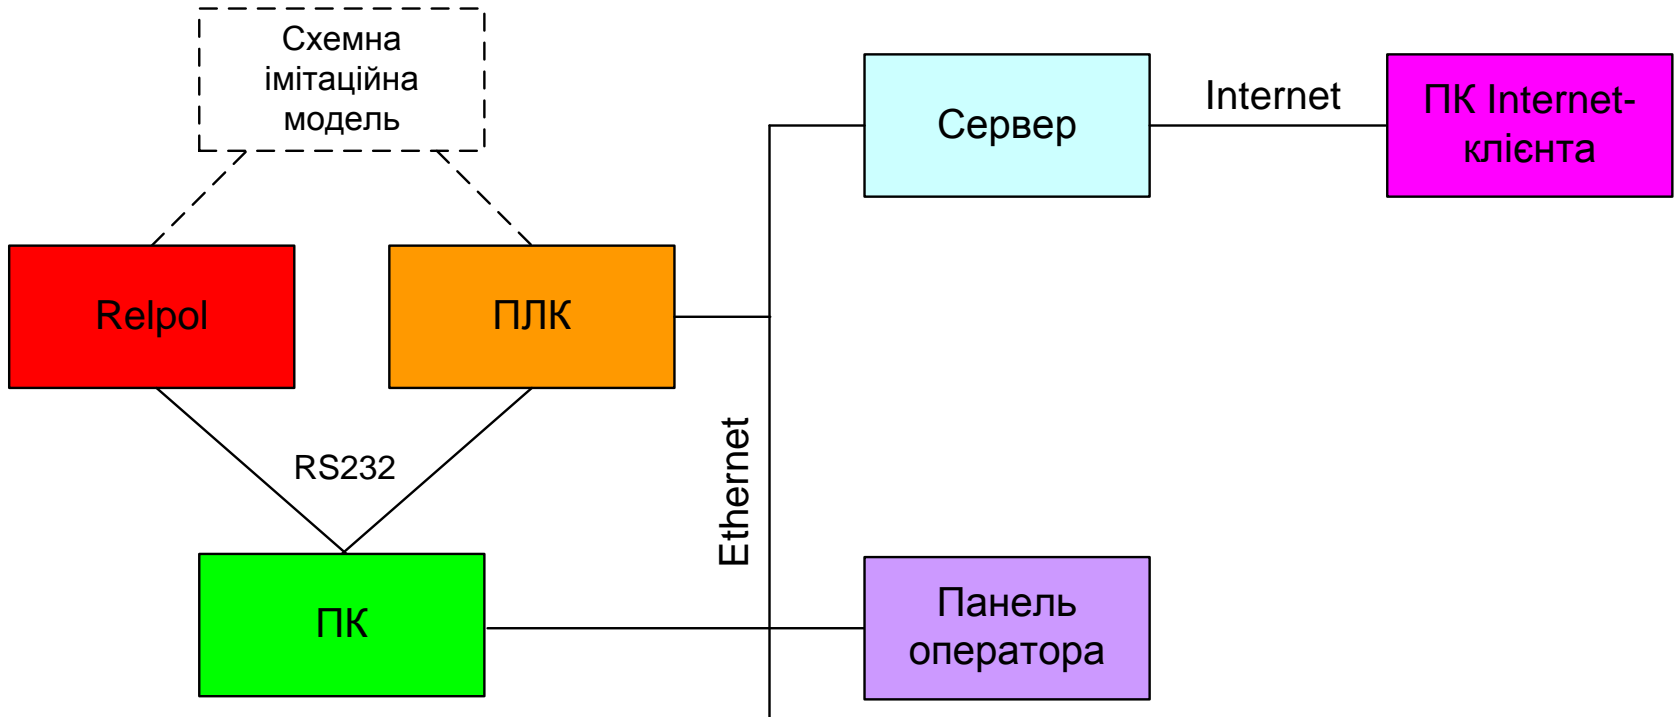 Схемна
імітаційна
модель
Сервер
Internet
ПК Internet-
клієнта
Relpol
ПЛК
RS232
Ethernet
ПК
Панель
оператора